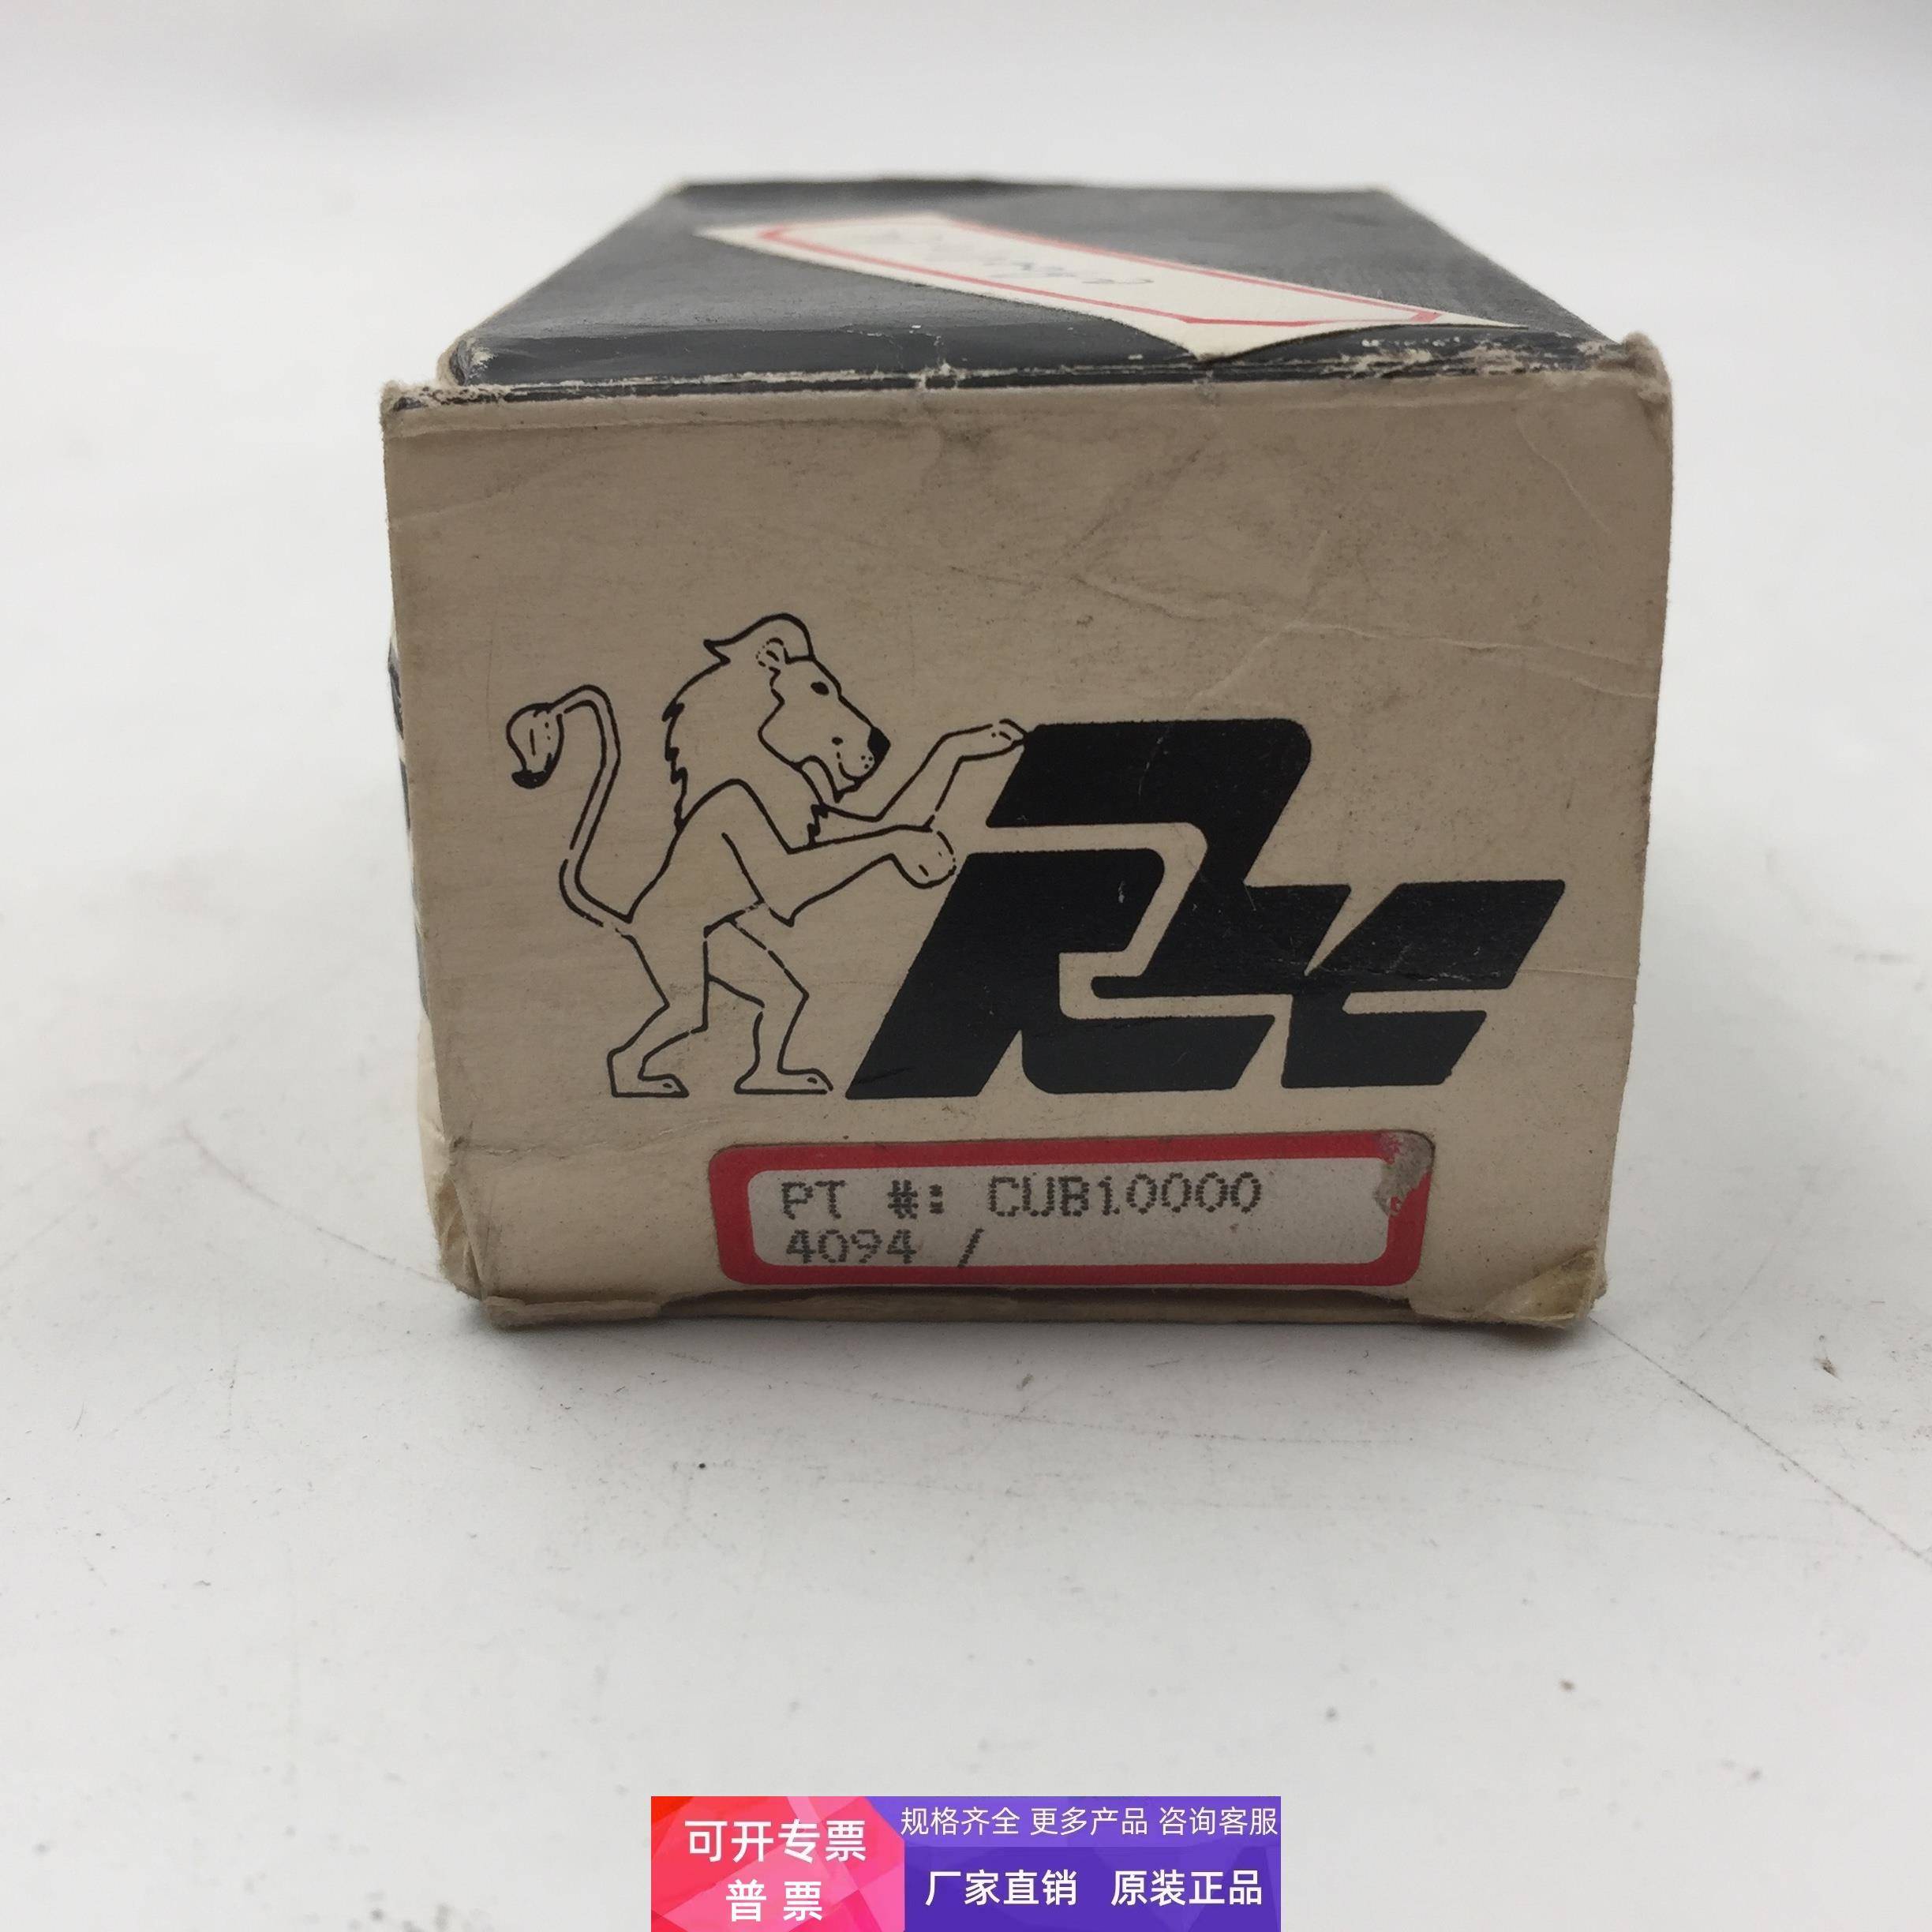 RLC
PT #: CUB10000
4094 /
可开专票
普 票
规格齐全 更多产品 咨询客服
厂家直销 原装正品